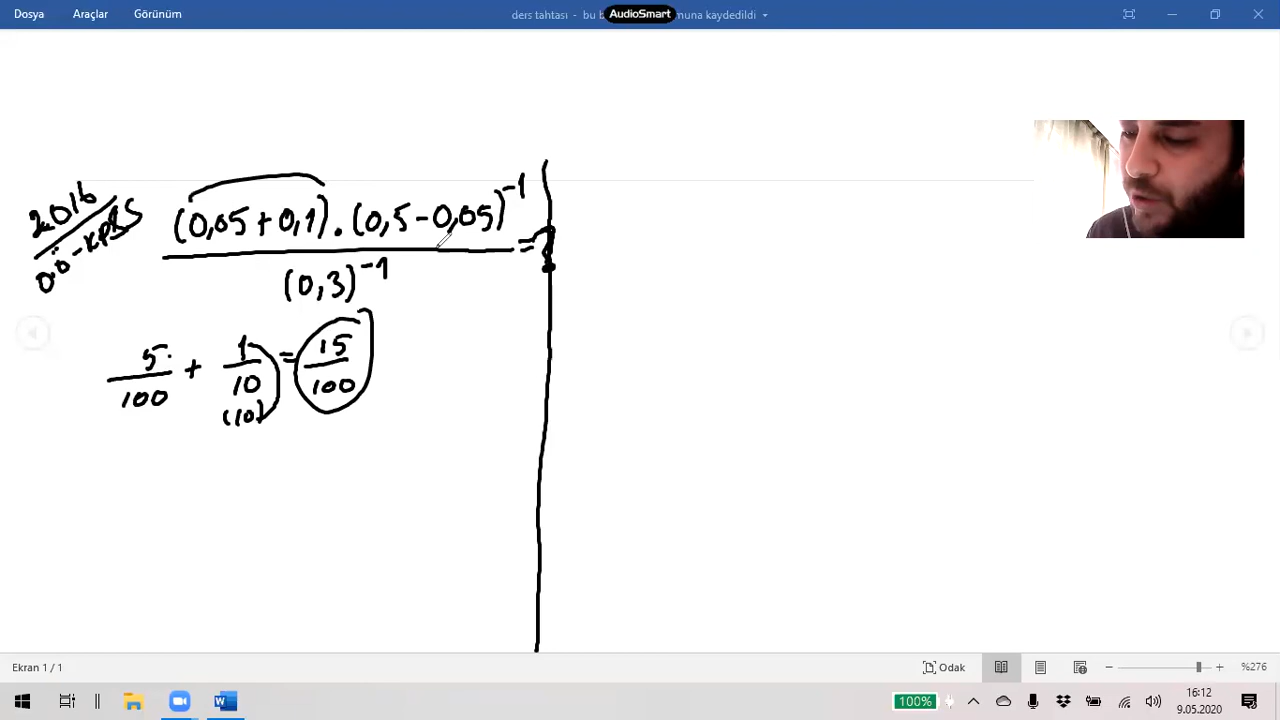 Dosya Araçlar Görünüm
ders tahtası - bu b AudioSmart muna kaydedildi
2016
ÖÖ-KPSS
(0,05+0,1).(0,5-0,05)^-1
(0,3)^-1
=?
5/100 + 1/10 = 15/100
(10)
Ekran 1 / 1
Odak
%276
100%
16:12
9.05.2020